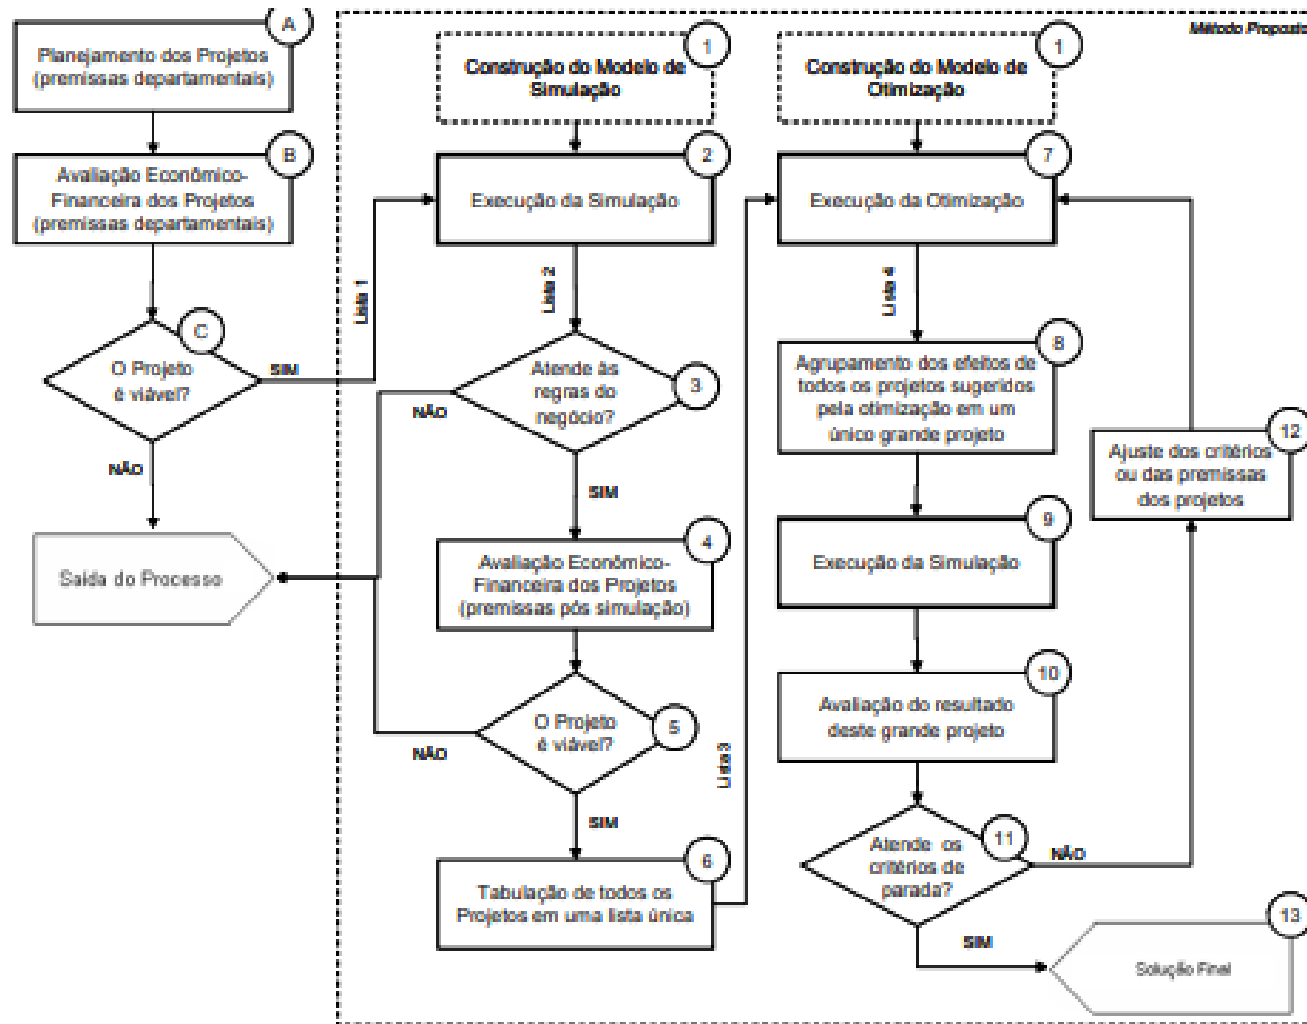 A
Planejamento dos Projetos
(premissas departamentais)
B
Avaliação Econômico-
Financeira dos Projetos
(premissas departamentais)
C
O Projeto
é viável?
SIM
NÃO
Saída do Processo
Método Proposto
1
Construção do Modelo de
Simulação
Lista 1
2
Execução da Simulação
Lista 2
3
Atende às
regras do
negócio?
NÃO
SIM
4
Avaliação Econômico-
Financeira dos Projetos
(premissas pós simulação)
5
O Projeto
é viável?
NÃO
SIM
6
Tabulação de todos os
Projetos em uma lista única
Lista 3
1
Construção do Modelo de
Otimização
7
Execução da Otimização
Lista 4
8
Agrupamento dos efeitos de
todos os projetos sugeridos
pela otimização em um
único grande projeto
9
Execução da Simulação
10
Avaliação do resultado
deste grande projeto
11
Atende os
critérios de
parada?
NÃO
SIM
12
Ajuste dos critérios
ou das premissas
dos projetos
13
Solução Final